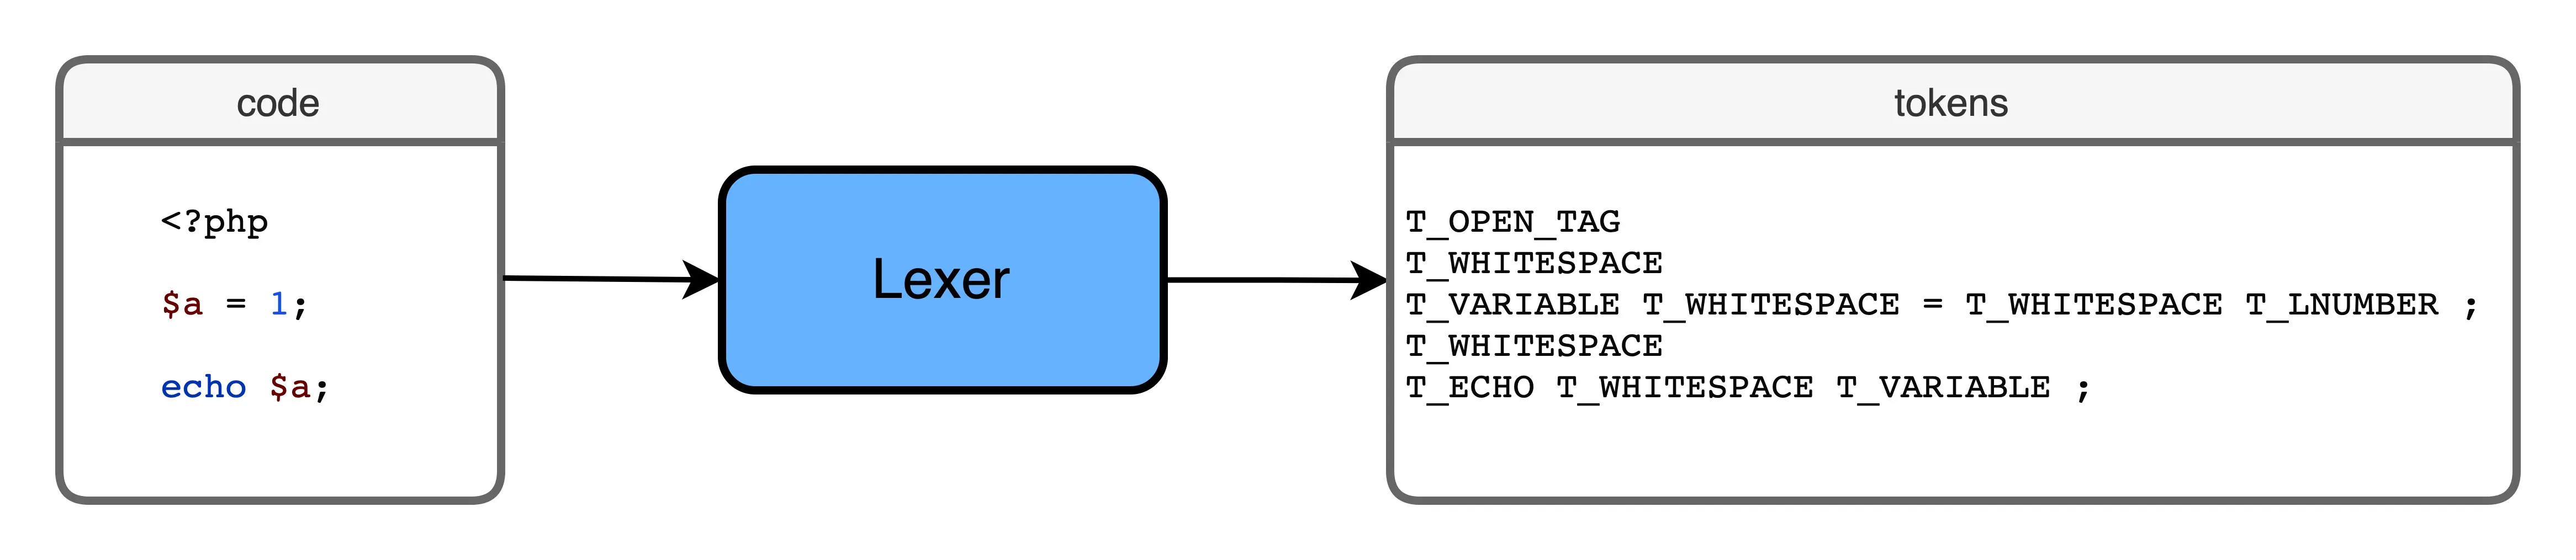 code
<?php
$a = 1;
echo $a;
Lexer
tokens
T_OPEN_TAG
T_WHITESPACE
T_VARIABLE T_WHITESPACE = T_WHITESPACE T_LNUMBER ;
T_WHITESPACE
T_ECHO T_WHITESPACE T_VARIABLE ;